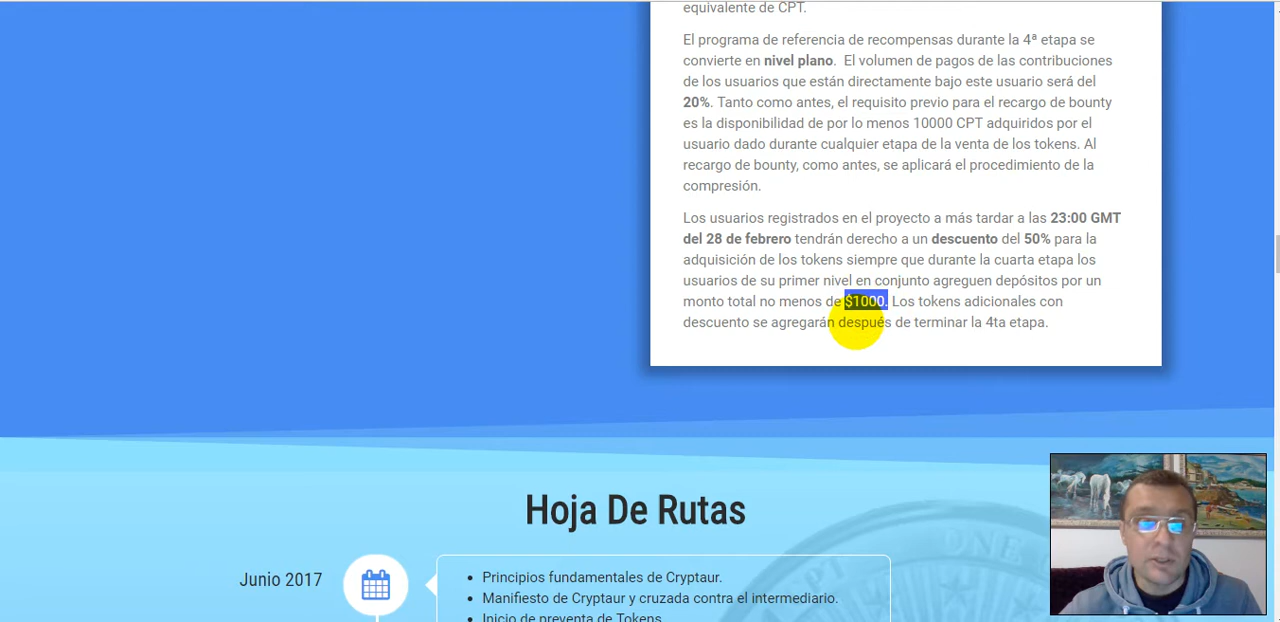 equivalente de CPT.
El programa de referencia de recompensas durante la 4ª etapa se
convierte en nivel plano. El volumen de pagos de las contribuciones
de los usuarios que están directamente bajo este usuario será del
20%. Tanto como antes, el requisito previo para el recargo de bounty
es la disponibilidad de por lo menos 10000 CPT adquiridos por el
usuario dado durante cualquier etapa de la venta de los tokens. Al
recargo de bounty, como antes, se aplicará el procedimiento de la
compresión.
Los usuarios registrados en el proyecto a más tardar a las 23:00 GMT
del 28 de febrero tendrán derecho a un descuento del 50% para la
adquisición de los tokens siempre que durante la cuarta etapa los
usuarios de su primer nivel en conjunto agreguen depósitos por un
monto total no menos de $1000. Los tokens adicionales con
descuento se agregarán después de terminar la 4ta etapa.
Hoja De Rutas
Junio 2017
• Principios fundamentales de Cryptaur.
• Manifiesto de Cryptaur y cruzada contra el intermediario.
• Inicio de preventa de Tokens
ONE